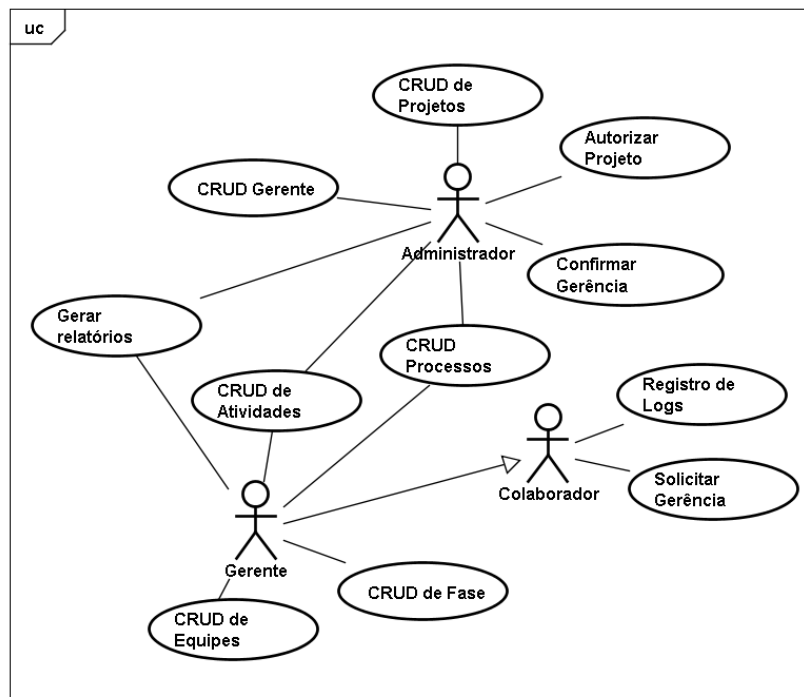 uc
CRUD de
Projetos
Autorizar
Projeto
CRUD Gerente
Administrador
Confirmar
Gerência
Gerar
relatórios
CRUD
Processos
CRUD de
Atividades
Registro de
Logs
Colaborador
Solicitar
Gerência
Gerente
CRUD de Fase
CRUD de
Equipes